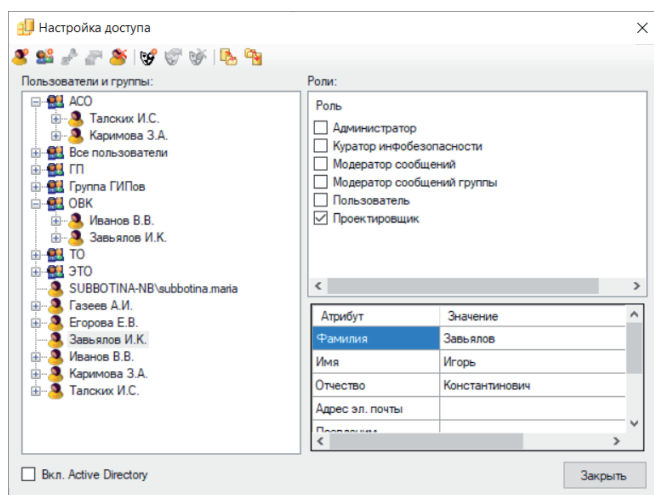 Настройка доступа
Пользователи и группы:
АСО
Талских И.С.
Каримова З.А.
Все пользователи
ГП
Группа ГИПов
ОВК
Иванов В.В.
Завьялов И.К.
ТО
ЭТО
SUBBOTINA-NB\subbotina.maria
Газеев А.И.
Егорова Е.В.
Завьялов И.К.
Иванов В.В.
Каримова З.А.
Талских И.С.
Вкл. Active Directory
Роли:
Роль
Администратор
Куратор инфобезопасности
Модератор сообщений
Модератор сообщений группы
Пользователь
Проектировщик
Атрибут Значение
Фамилия Завьялов
Имя Игорь
Отчество Константинович
Адрес эл. почты
Закрыть